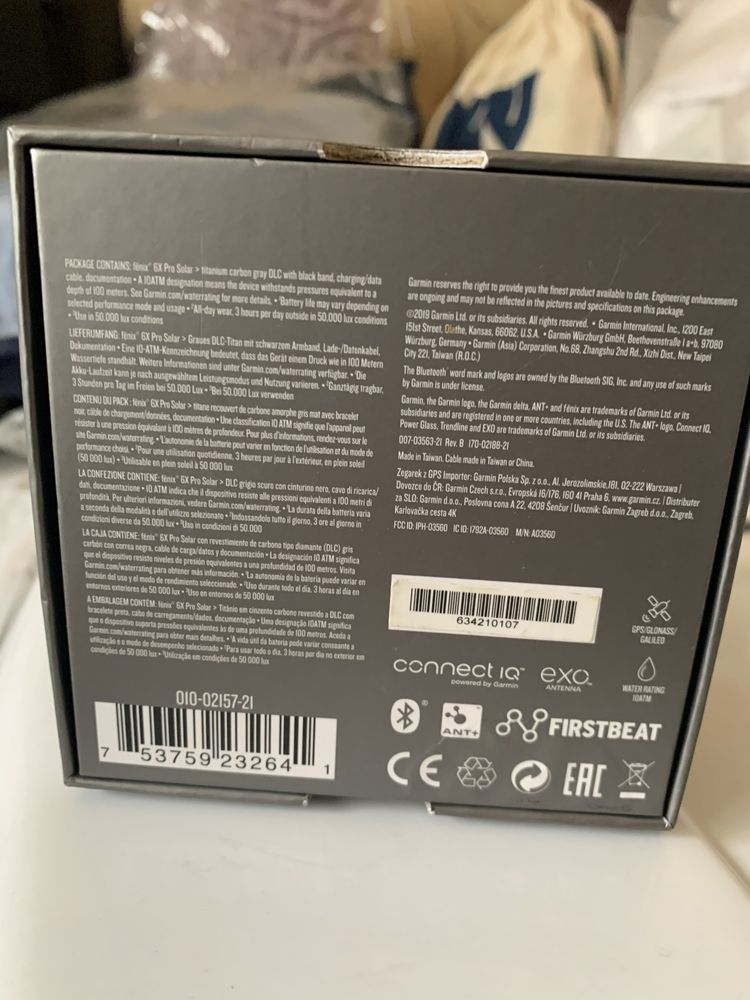 PACKAGE CONTAINS: fēnix® 6X Pro Solar > titanium carbon gray DLC with black band, charging/data
cable, documentation • A 10ATM designation means the device withstands pressures equivalent to a
depth of 100 meters. See Garmin.com/waterrating for more details. • ¹Battery life may vary depending on
selected performance mode and usage • ²All-day wear, 3 hours per day outside in 50.000 lux conditions
• ³Use in 50.000 lux conditions
LIEFERUMFANG: fēnix® 6X Pro Solar > Graues DLC-Titan mit schwarzem Armband, Lade-/Datenkabel,
Dokumentation • Eine 10-ATM-Kennzeichnung bedeutet, dass das Gerät einem Druck wie in 100 Metern
Wassertiefe standhält. Weitere Informationen sind unter Garmin.com/waterrating verfügbar. • ¹Die
Akku-Laufzeit kann je nach ausgewähltem Leistungsmodus und Nutzung variieren. • ²Ganztägig tragbar,
3 Stunden pro Tag im Freien bei 50.000 Lux • ³Bei 50.000 Lux verwenden
CONTENU DU PACK : fēnix® 6X Pro Solar > titane recouvert de carbone amorphe gris mat avec bracelet
noir, câble de chargement/données, documentation • Une classification 10 ATM signifie que l'appareil peut
résister à une pression équivalant à 100 mètres de profondeur. Pour plus d'informations, rendez-vous sur le
site Garmin.com/waterrating. • ¹L'autonomie de la batterie peut varier en fonction de l'utilisation et du mode de
performance choisi. • ²Pour une utilisation quotidienne, 3 heures par jour à l'extérieur, en plein soleil
(50 000 lux) • ³Utilisable en plein soleil à 50 000 lux
LA CONFEZIONE CONTIENE: fēnix® 6X Pro Solar > DLC grigio scuro con cinturino nero, cavo di ricarica/
dati, documentazione • 10 ATM indica che il dispositivo resiste alle pressioni equivalenti a 100 metri di
profondità. Per ulteriori informazioni, vedere Garmin.com/waterrating. • ¹La durata della batteria varia
a seconda della modalità e dell'utilizzo selezionato • ²Indossandolo tutto il giorno, 3 ore al giorno in
condizioni diverse da 50.000 lux • ³Uso in condizioni di 50.000
LA CAJA CONTIENE: fēnix® 6X Pro Solar con revestimiento de carbono tipo diamante (DLC) gris
carbón con correa negra, cable de carga/datos y documentación • La designación 10 ATM significa
que el dispositivo resiste niveles de presión equivalentes a una profundidad de 100 metros. Visita
Garmin.com/waterrating para obtener más información. • ¹La autonomía de la batería puede variar en
función del uso y el modo de rendimiento seleccionado. • ²Uso durante todo el día, 3 horas al día en
entornos exteriores de 50 000 lux • ³Uso en entornos de 50 000 lux
A EMBALAGEM CONTÉM: fēnix® 6X Pro Solar > Titânio em cinzento carbono revestido a DLC com
bracelete preta, cabo de carregamento/dados, documentação • Uma designação 10ATM significa
que o dispositivo suporta pressões equivalentes às de uma profundidade de 100 metros. Aceda a
Garmin.com/waterrating para obter mais detalhes. • ¹A vida útil da bateria pode variar consoante a
utilização e o modo de desempenho selecionado • ²Para usar todo o dia, 3 horas por dia no exterior em
condições de 50 000 lux • ³Utilização em condições de 50 000 lux
010-02157-21
7 53759 23264 1
Garmin reserves the right to provide you the finest product available to date. Engineering enhancements
are ongoing and may not be reflected in the pictures and specifications on this package.
©2019 Garmin Ltd. or its subsidiaries. All rights reserved. • Garmin International, Inc., 1200 East
151st Street, Olathe, Kansas, 66062, U.S.A. • Garmin Würzburg GmbH, Beethovenstraße 1 a+b, 97080
Würzburg, Germany • Garmin (Asia) Corporation, No.68, Zhangshu 2nd Rd., Xizhi Dist., New Taipei
City 221, Taiwan (R.O.C.)
The Bluetooth® word mark and logos are owned by the Bluetooth SIG, Inc. and any use of such marks
by Garmin is under license.
Garmin, the Garmin logo, the Garmin delta, ANT+ and fēnix are trademarks of Garmin Ltd. or its
subsidiaries and are registered in one or more countries, including the U.S. The ANT+ logo, Connect IQ,
Power Glass, Trendline and EXO are trademarks of Garmin Ltd. or its subsidiaries.
007-03563-21 Rev. B 170-02188-21
Made in Taiwan. Cable made in Taiwan or China.
Zegarek z GPS Importer: Garmin Polska Sp. z o.o., Al. Jerozolimskie,181, 02-222 Warszawa |
Dovozce do ČR: Garmin Czech s.r.o., Evropská 16/176, 160 41 Praha 6, www.garmin.cz. | Distributer
za SLO: Garmin d.o.o., Poslovna cona A 22, 4208 Šenčur | Uvoznik: Garmin Zagreb d.o.o., Zagreb,
Karlovačka cesta 4K
FCC ID: IPH-03560 IC ID: 1792A-03560 M/N: A03560
634210107
GPS/GLONASS/
GALILEO
connect IQ™
powered by Garmin
exo™
ANTENNA
WATER RATING
10ATM
ANT+
FIRSTBEAT
CE
EAC